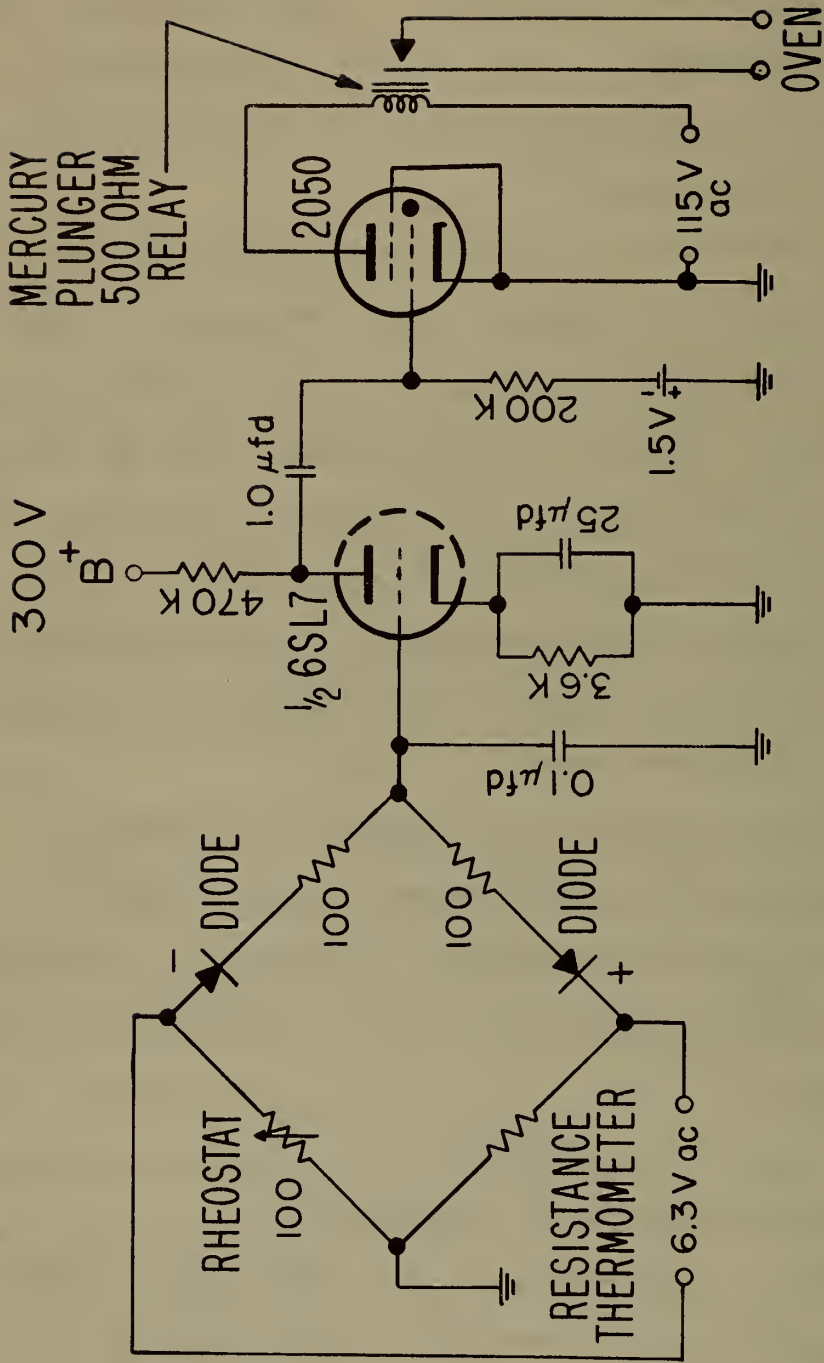 MERCURY
PLUNGER
500 OHM
RELAY
300 V
+
B
470 K
1.0 µfd
2050
½ 6SL7
DIODE
−
100
RHEOSTAT
100
100
DIODE
+
0.1 µfd
3.6 K
25 µfd
200 K
1.5 V
-
+
115 V
ac
OVEN
RESISTANCE
THERMOMETER
6.3 V ac